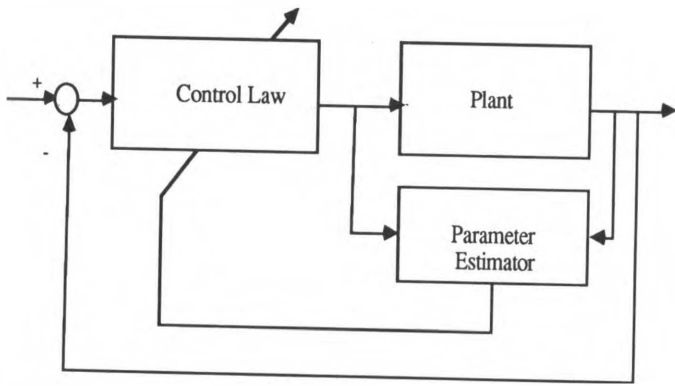 +
Control Law
Plant
-
Parameter
Estimator